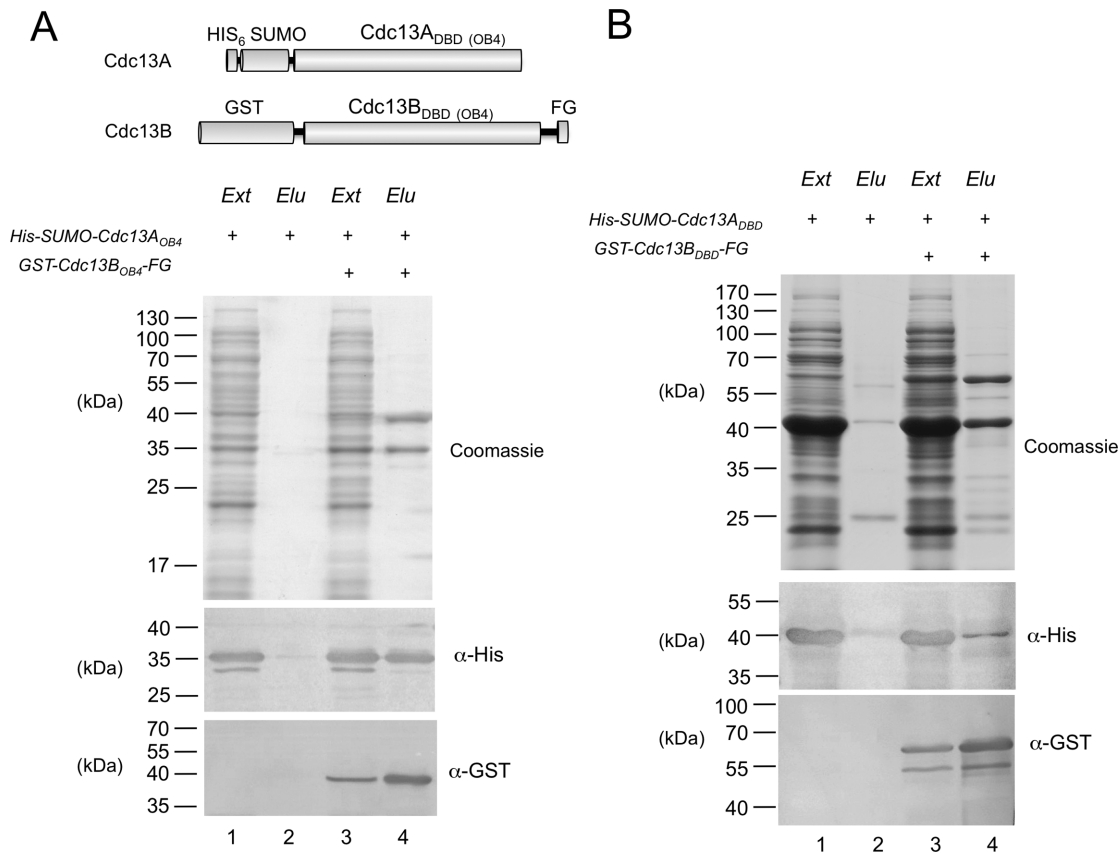 A
HIS6 SUMO Cdc13ADBD (OB4)
Cdc13A
GST Cdc13BDBD (OB4) FG
Cdc13B
Ext Elu Ext Elu
His-SUMO-Cdc13AOB4 + + + +
GST-Cdc13BOB4-FG + +
130
100
70
55
(kDa)
40
35
Coomassie
25
17
40
(kDa) 35 α-His
25
70
55
(kDa) 40 α-GST
35
1 2 3 4
B
Ext Elu Ext Elu
His-SUMO-Cdc13ADBD + + + +
GST-Cdc13BDBD-FG + +
170
130
100
70
(kDa)
55
40
Coomassie
35
25
55
(kDa) 40 α-His
35
100
70
(kDa) α-GST
55
40
1 2 3 4